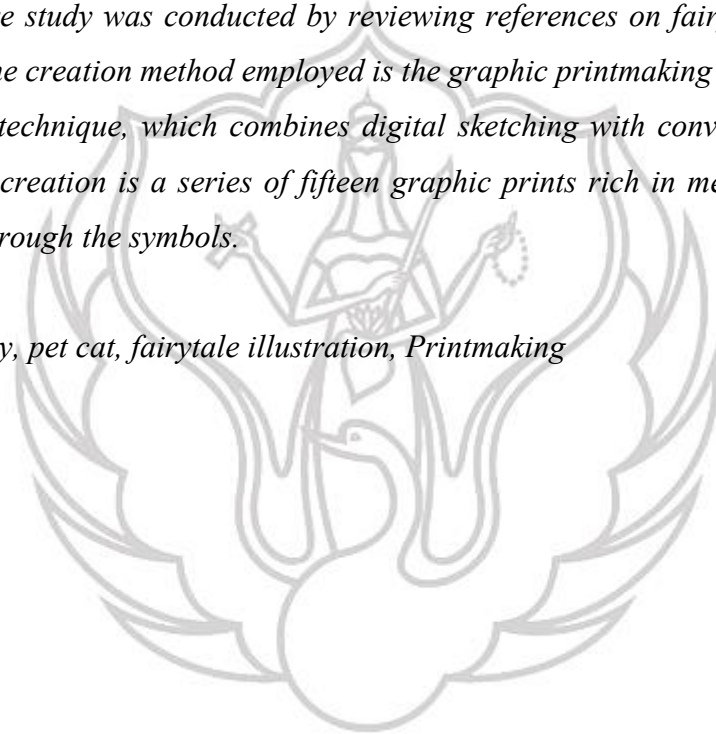 e study was conducted by reviewing references on fairy
he creation method employed is the graphic printmaking
technique, which combines digital sketching with conv
creation is a series of fifteen graphic prints rich in me
rough the symbols.
y, pet cat, fairytale illustration, Printmaking